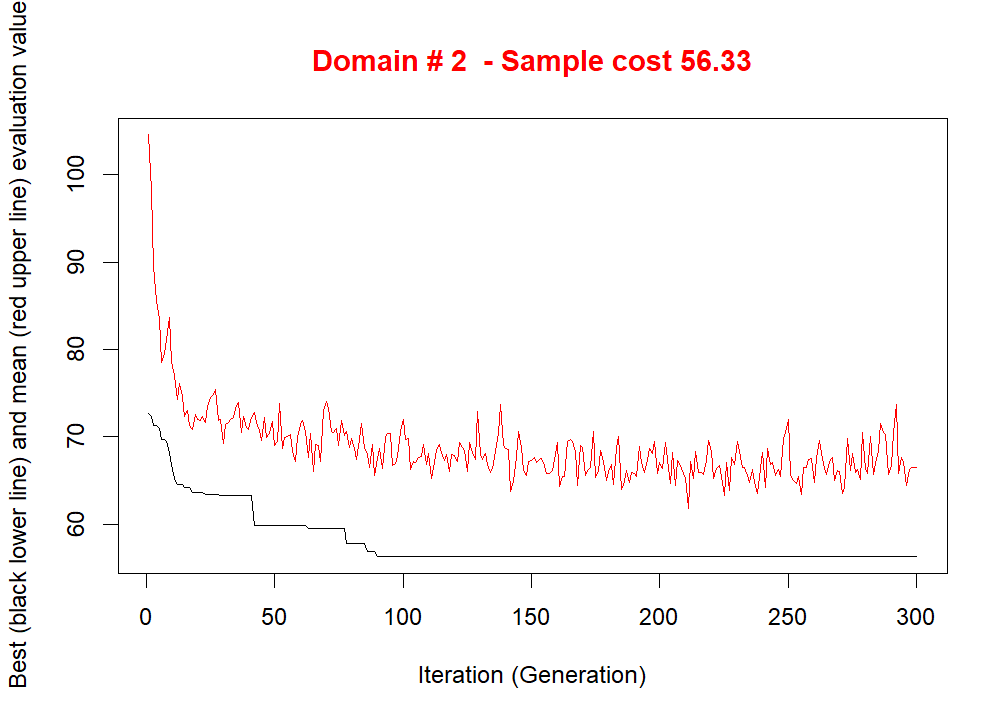 Domain # 2  - Sample cost 56.33
Best (black lower line) and mean (red upper line) evaluation value
100
90
80
70
60
0 50 100 150 200 250 300
Iteration (Generation)